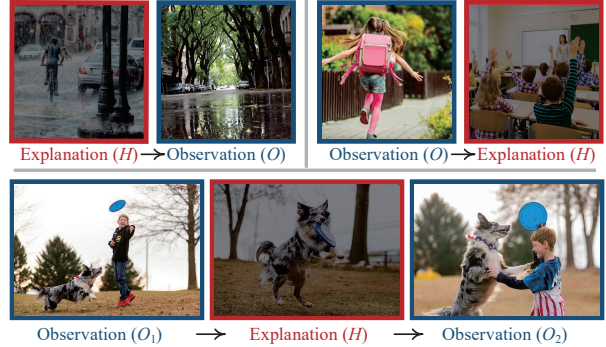 Explanation (H) → Observation (O)
Observation (O) → Explanation (H)
Observation (O₁) → Explanation (H) → Observation (O₂)